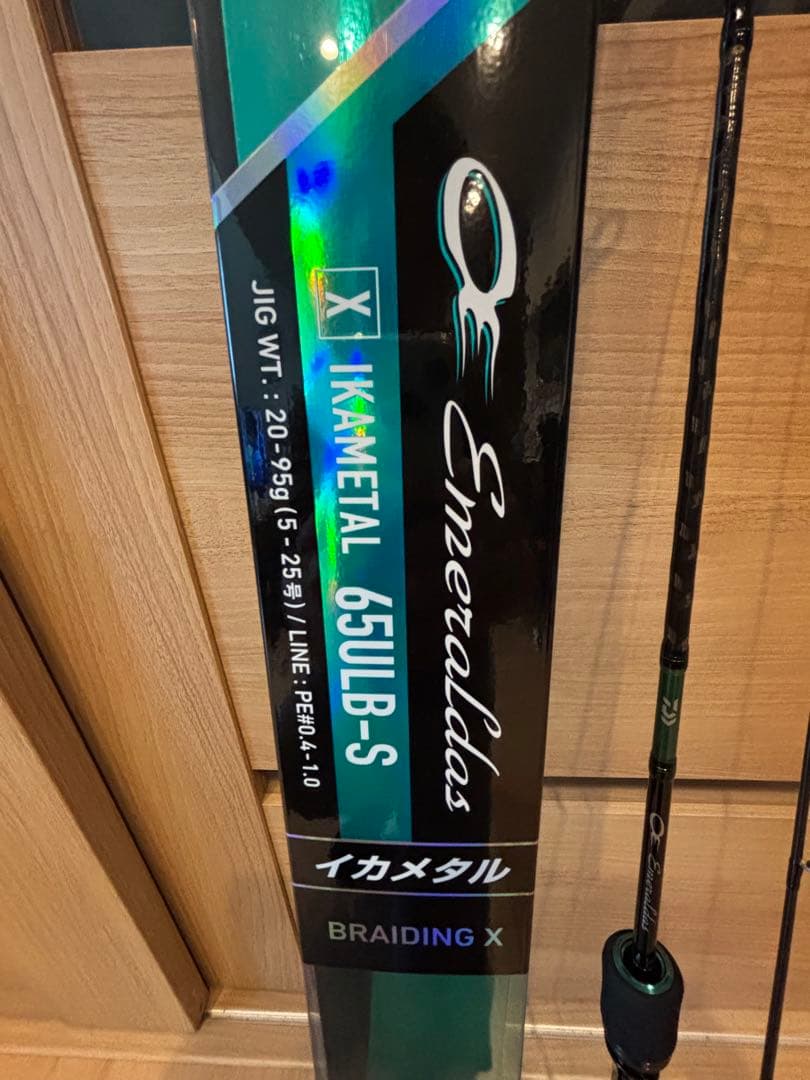 Emeraldas
X IKAMETAL 65ULB-S
JIG WT. : 20-95g (5-25号) / LINE : PE#0.4-1.0
イカメタル
BRAIDING X
Emeraldas